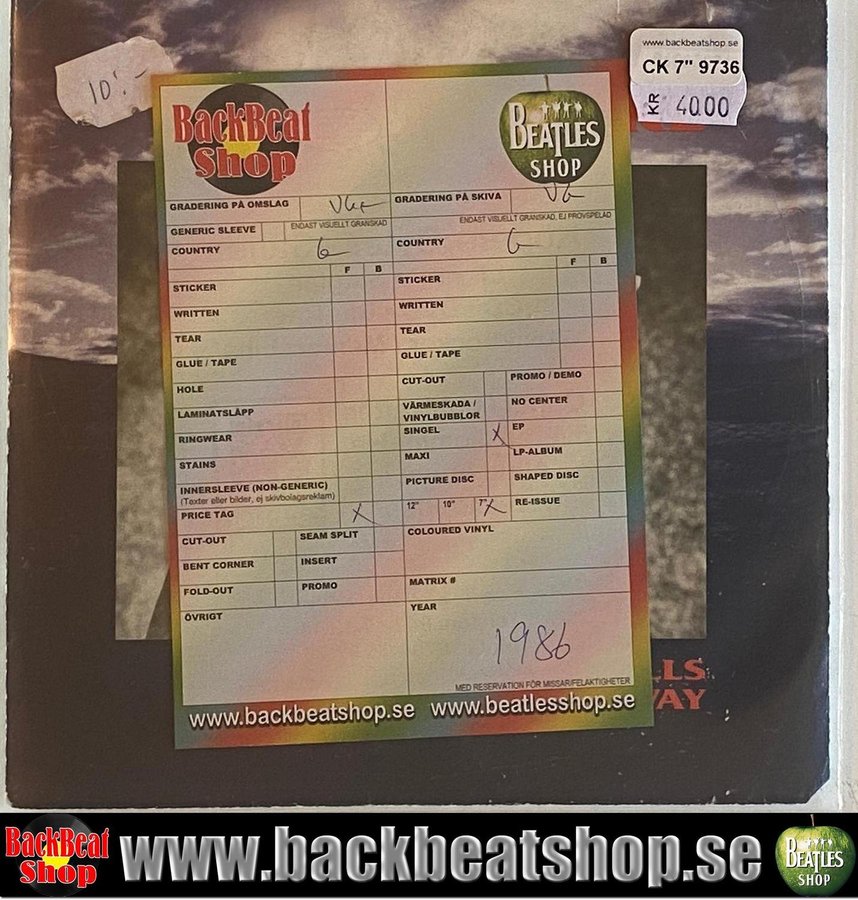 10:-
www.backbeatshop.se
CK 7" 9736
KR 4000
BackBeat
Shop
BEATLES
SHOP
GRADERING PÅ OMSLAG VG+
GRADERING PÅ SKIVA VG
ENDAST VISUELLT GRANSKAD
ENDAST VISUELLT GRANSKAD, EJ PROVSPELAD
GENERIC SLEEVE
COUNTRY G
COUNTRY G
F B
F B
STICKER
STICKER
WRITTEN
WRITTEN
TEAR
TEAR
GLUE / TAPE
GLUE / TAPE
HOLE
CUT-OUT
PROMO / DEMO
LAMINATSLÄPP
VÄRMESKADA /
VINYLBUBBLOR
NO CENTER
RINGWEAR
SINGEL X
EP
STAINS
MAXI
LP-ALBUM
INNERSLEEVE (NON-GENERIC)
(Texter eller bilder, ej skivbolagsreklam)
PICTURE DISC
SHAPED DISC
PRICE TAG X
12" 10" 7" X
RE-ISSUE
CUT-OUT
SEAM SPLIT
COLOURED VINYL
BENT CORNER
INSERT
FOLD-OUT
PROMO
MATRIX #
ÖVRIGT
YEAR
1986
MED RESERVATION FÖR MISSAR/FELAKTIGHETER
LLS
WAY
www.backbeatshop.se www.beatlesshop.se
BackBeat
Shop
www.backbeatshop.se
BEATLES
SHOP